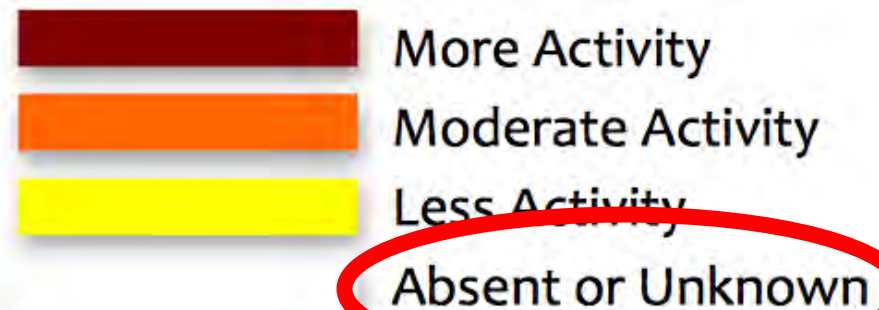 More Activity
Moderate Activity
Less Activity
Absent or Unknown